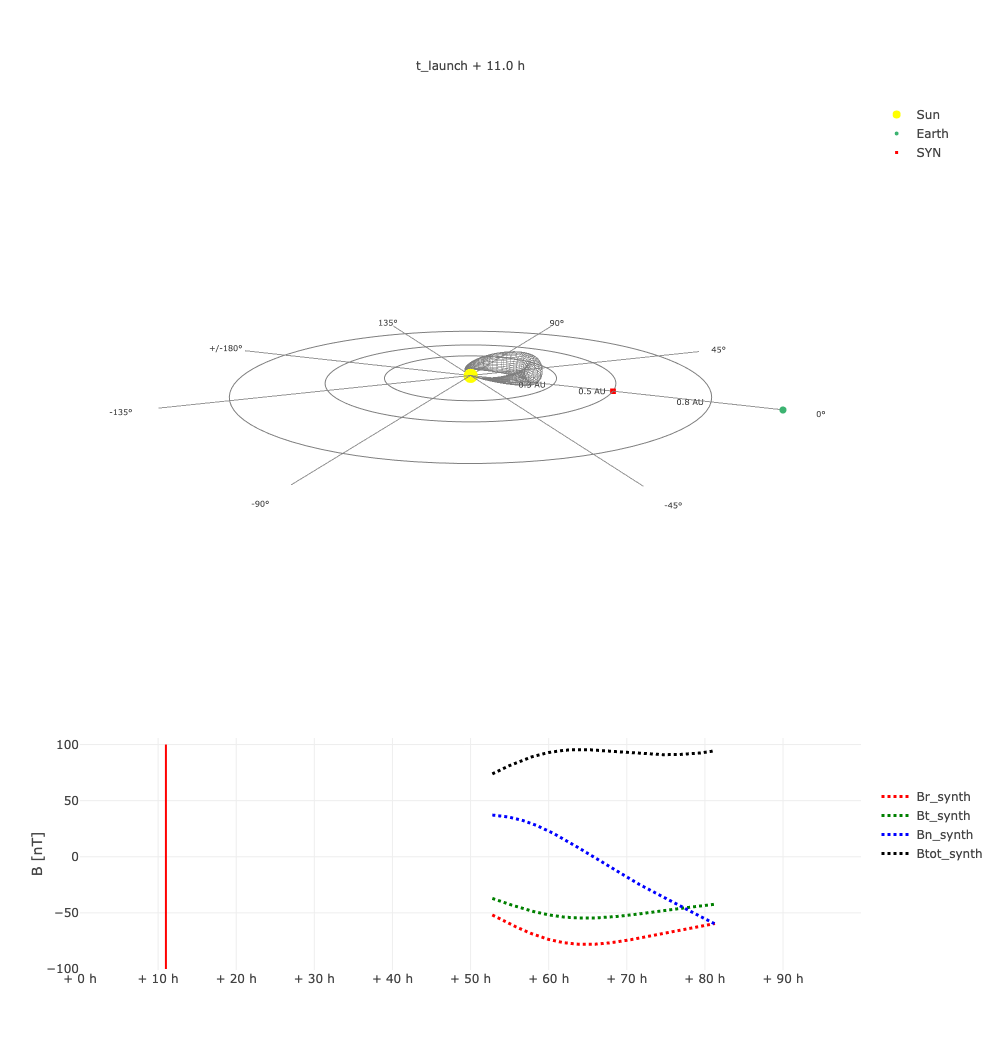 t_launch + 11.0 h
Sun
Earth
SYN
135°
90°
+/-180°
45°
0.3 AU
0.5 AU
0.8 AU
-135°
0°
-90°
-45°
B [nT]
100
50
0
−50
−100
+ 0 h
+ 10 h
+ 20 h
+ 30 h
+ 40 h
+ 50 h
+ 60 h
+ 70 h
+ 80 h
+ 90 h
Br_synth
Bt_synth
Bn_synth
Btot_synth